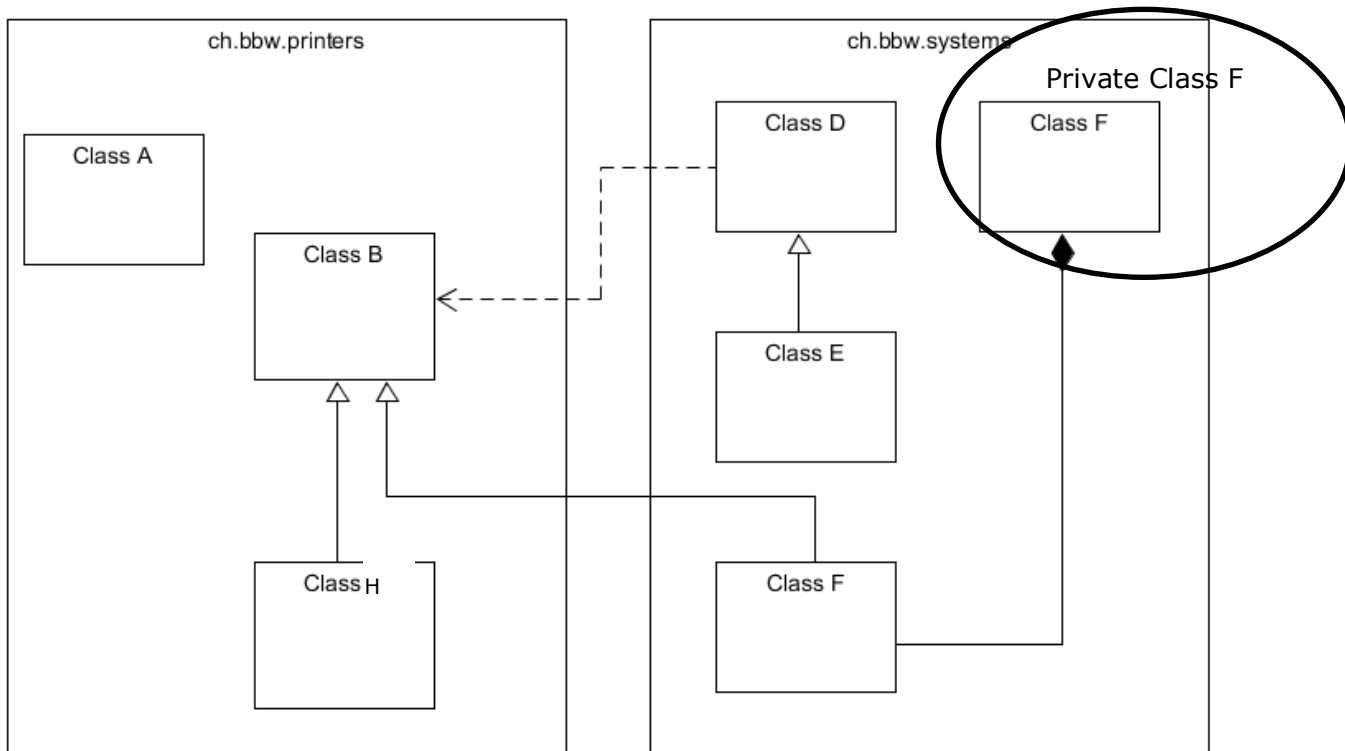 ch.bbw.printers
ch.bbw.systems
Private Class F
Class A
Class B
Class D
Class F
Class E
Class H
Class F